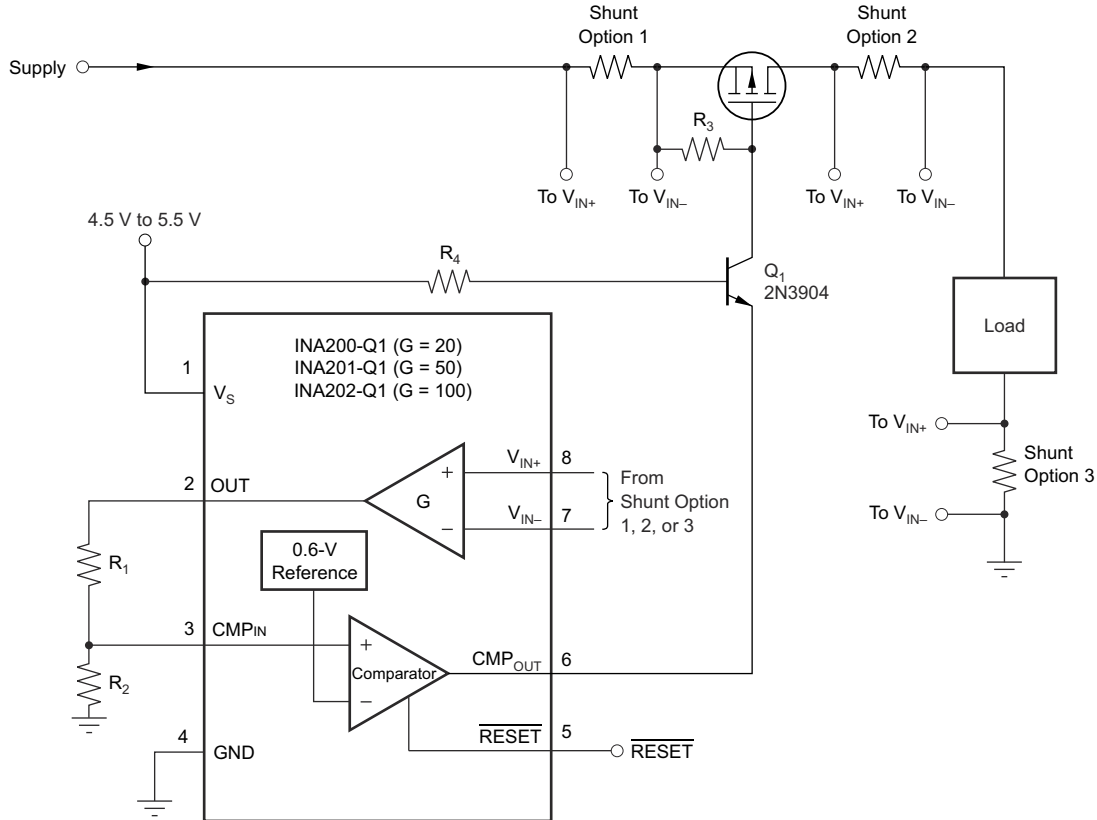 Shunt
Option 1
Shunt
Option 2
Supply
R3
To VIN+
To VIN–
To VIN+
To VIN–
4.5 V to 5.5 V
R4
Q1
2N3904
Load
INA200-Q1 (G = 20)
INA201-Q1 (G = 50)
INA202-Q1 (G = 100)
1
VS
To VIN+
Shunt
Option 3
To VIN–
2
OUT
+
G
–
VIN+
8
VIN–
7
From
Shunt Option
1, 2, or 3
R1
0.6-V
Reference
3
CMPIN
+
Comparator
–
CMPOUT
6
R2
4
GND
RESET
5
RESET